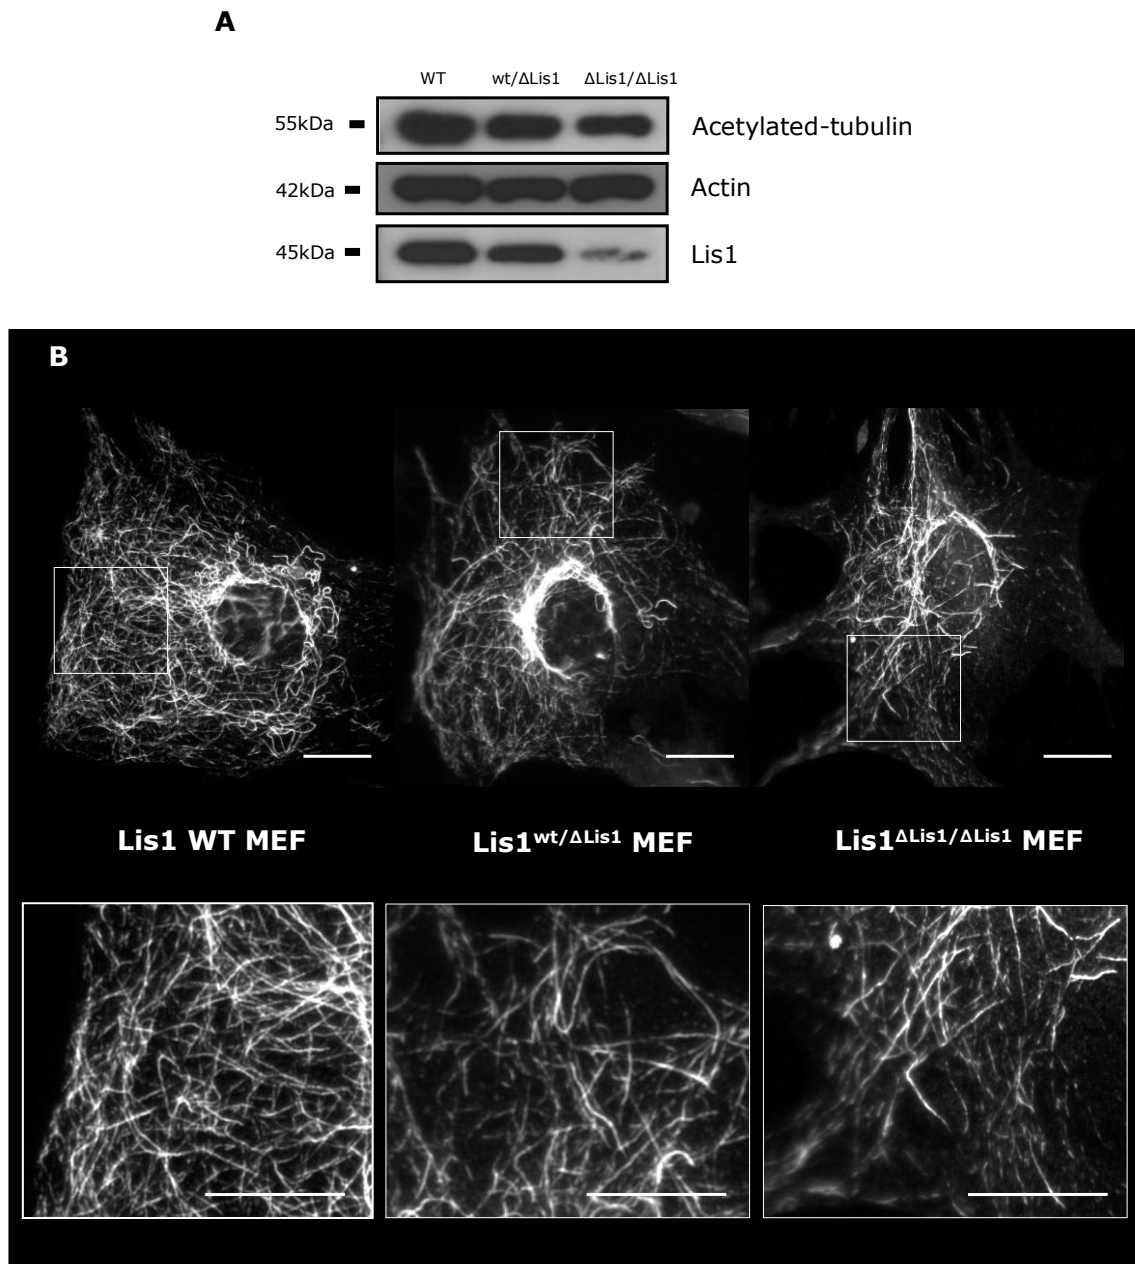 A
WT wt/ΔLis1 ΔLis1/ΔLis1
55kDa Acetylated-tubulin
42kDa Actin
45kDa Lis1
B
Lis1 WT MEF Lis1wt/ΔLis1 MEF Lis1ΔLis1/ΔLis1 MEF